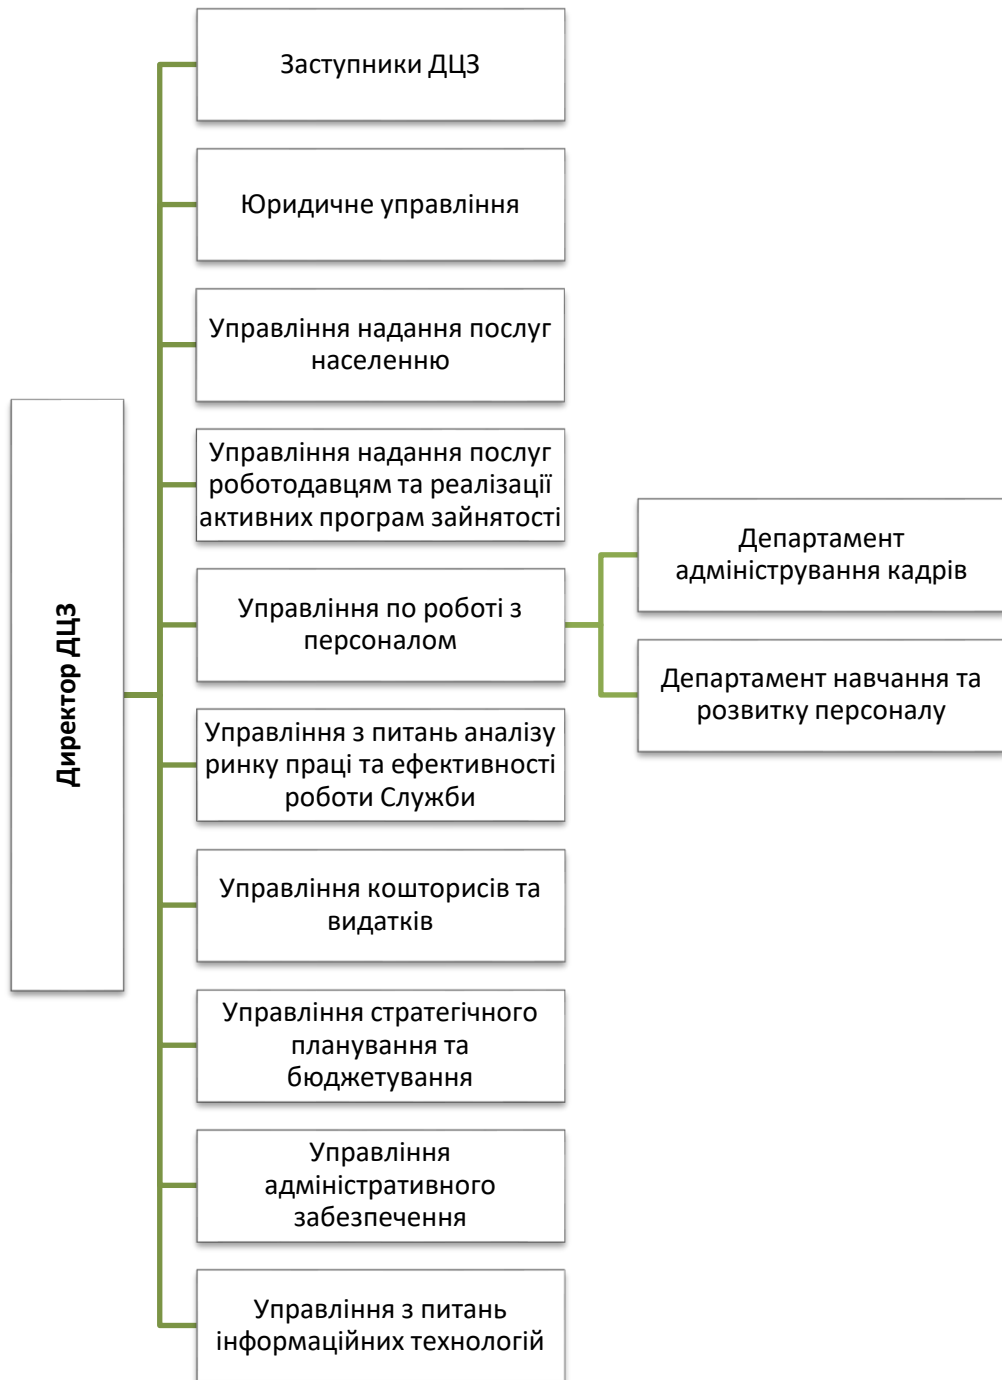 Директор ДЦЗ
Заступники ДЦЗ
Юридичне управління
Управління надання послуг
населенню
Управління надання послуг
роботодавцям та реалізації
активних програм зайнятості
Управління по роботі з
персоналом
Департамент
адміністрування кадрів
Департамент навчання та
розвитку персоналу
Управління з питань аналізу
ринку праці та ефективності
роботи Служби
Управління кошторисів та
видатків
Управління стратегічного
планування та
бюджетування
Управління
адміністративного
забезпечення
Управління з питань
інформаційних технологій